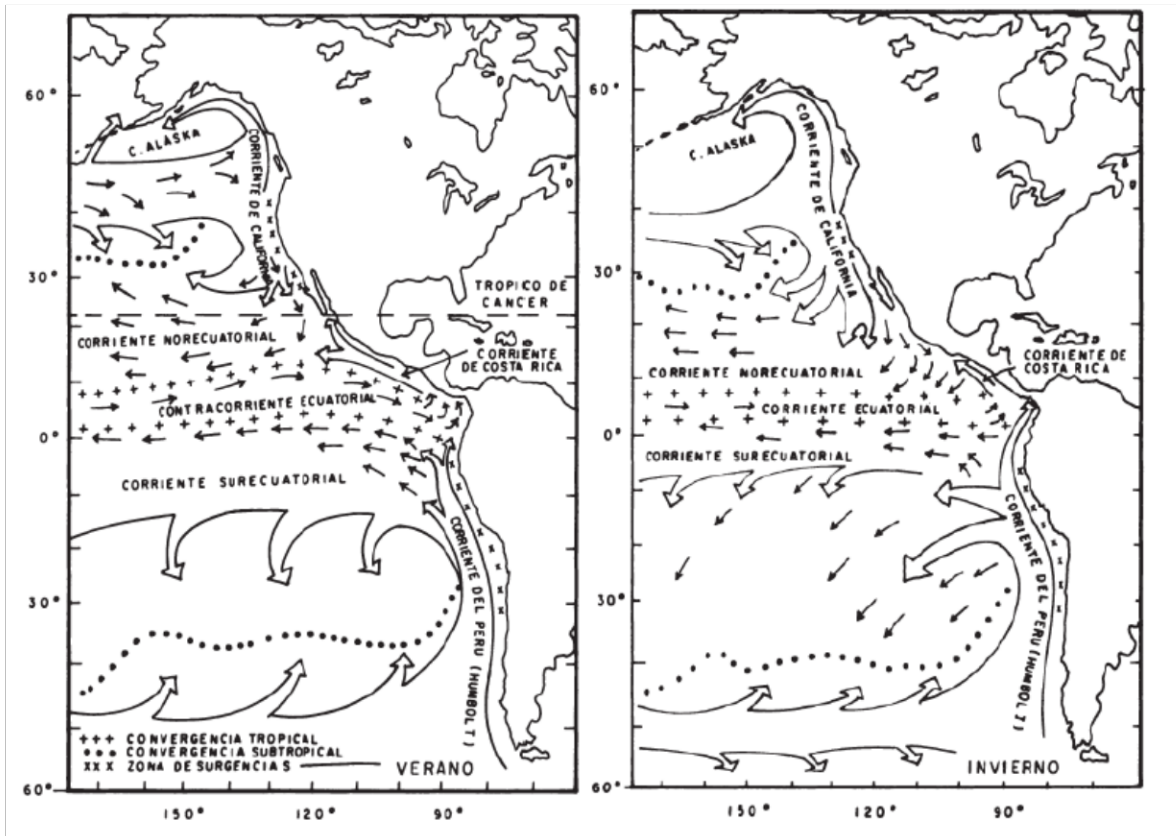 60°
C. ALASKA
CORRIENTE DE CALIFORNIA
30°
TROPICO DE
CANCER
CORRIENTE NORECUATORIAL
CORRIENTE
DE COSTA RICA
CONTRACORRIENTE ECUATORIAL
0°
CORRIENTE SURECUATORIAL
CORRIENTE DEL PERU (HUMBOLT)
30°
+++ CONVERGENCIA TROPICAL
••• CONVERGENCIA SUBTROPICAL
xxx ZONA DE SURGENCIAS
VERANO
60°
150° 120° 90°
60°
C. ALASKA
CORRIENTE DE CALIFORNIA
30°
CORRIENTE DE
COSTA RICA
CORRIENTE NORECUATORIAL
CORRIENTE ECUATORIAL
0°
CORRIENTE SURECUATORIAL
CORRIENTE DEL PERU (HUMBOLT)
30°
INVIERNO
60°
150° 120° 90°